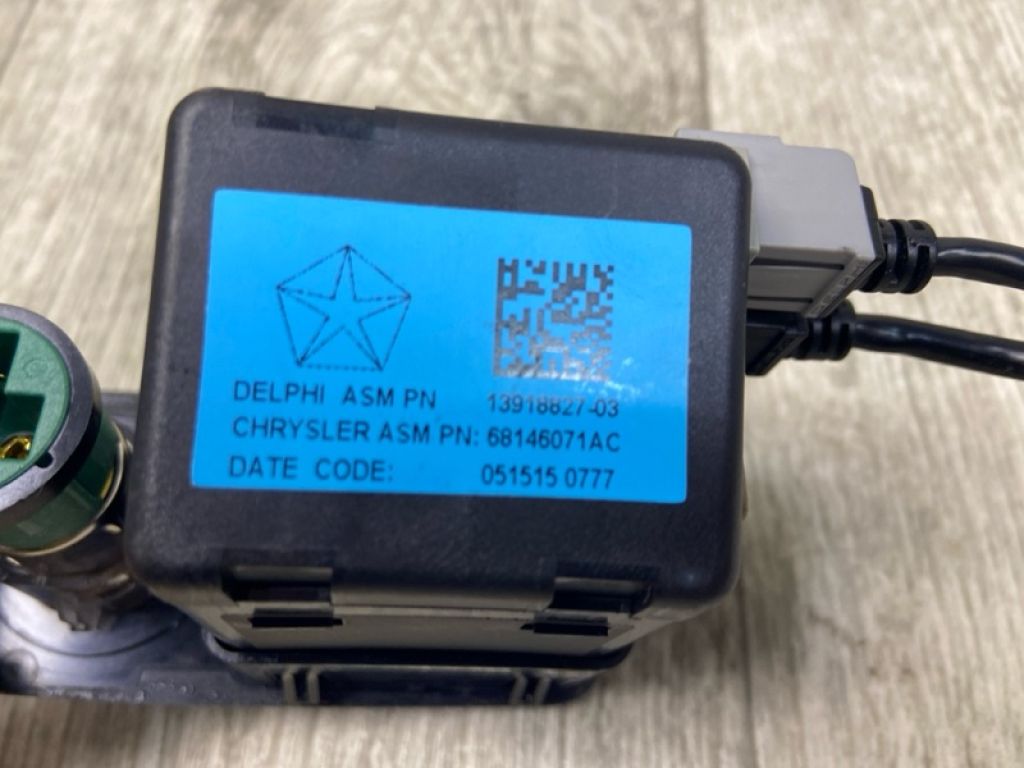 DELPHI ASM PN 13918827-03
CHRYSLER ASM PN: 68146071AC
DATE CODE: 051515 0777